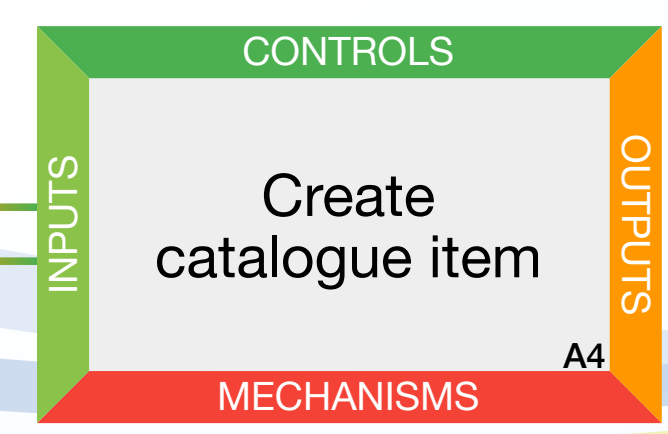 CONTROLS
INPUTS
Create
catalogue item
OUTPUTS
A4
MECHANISMS